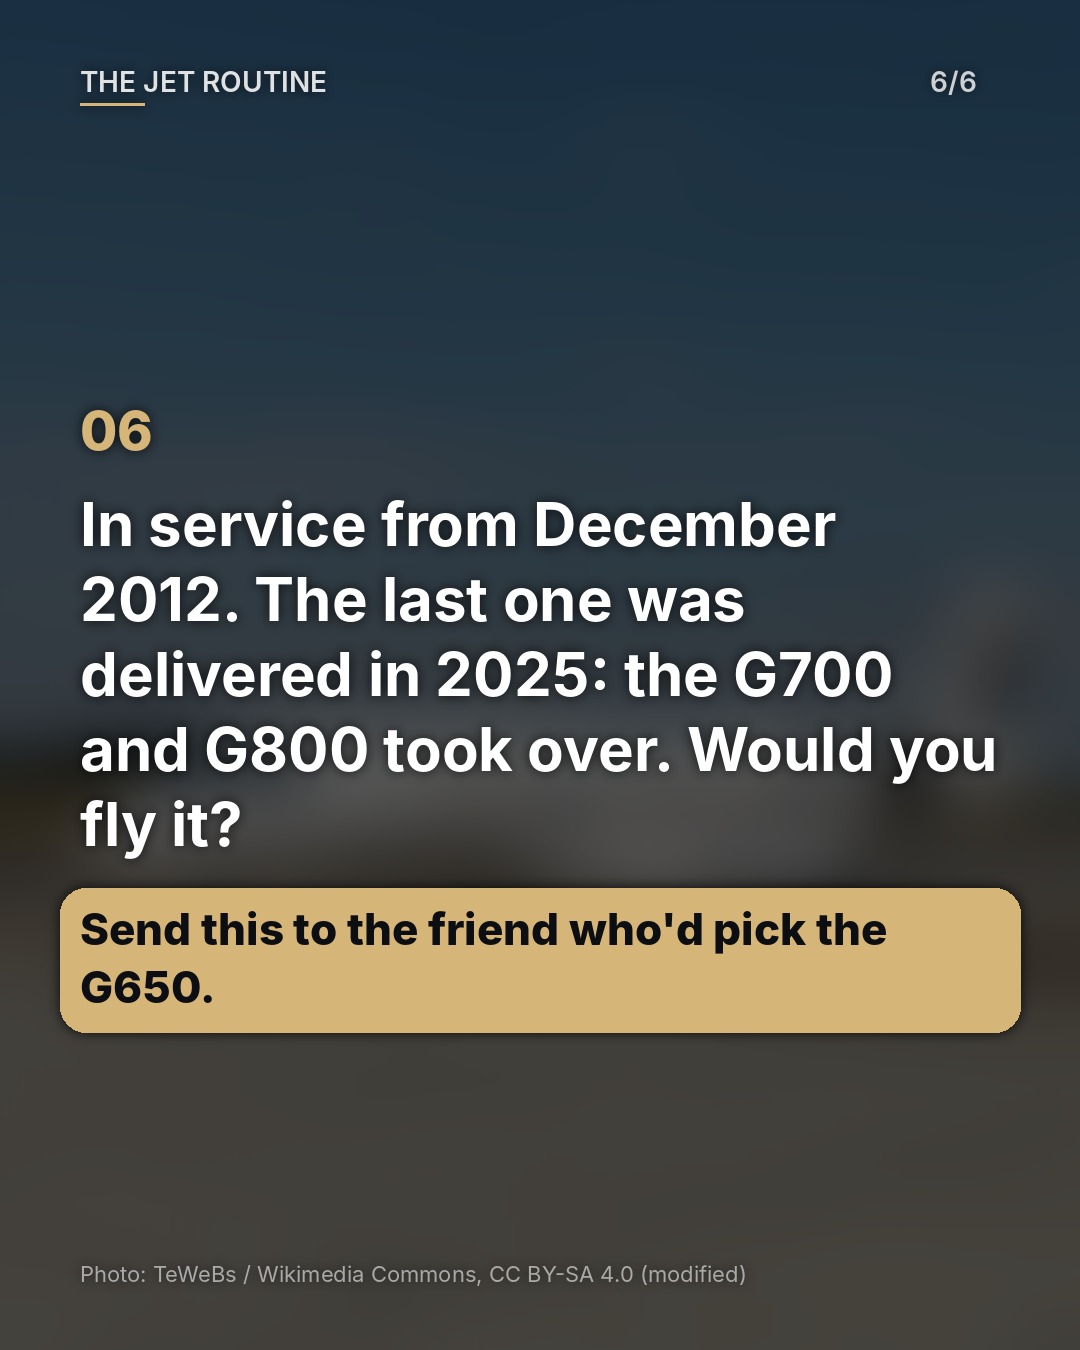 THE JET ROUTINE
6/6
06
In service from December
2012. The last one was
delivered in 2025: the G700
and G800 took over. Would you
fly it?
Send this to the friend who'd pick the
G650.
Photo: TeWeBs / Wikimedia Commons, CC BY-SA 4.0 (modified)